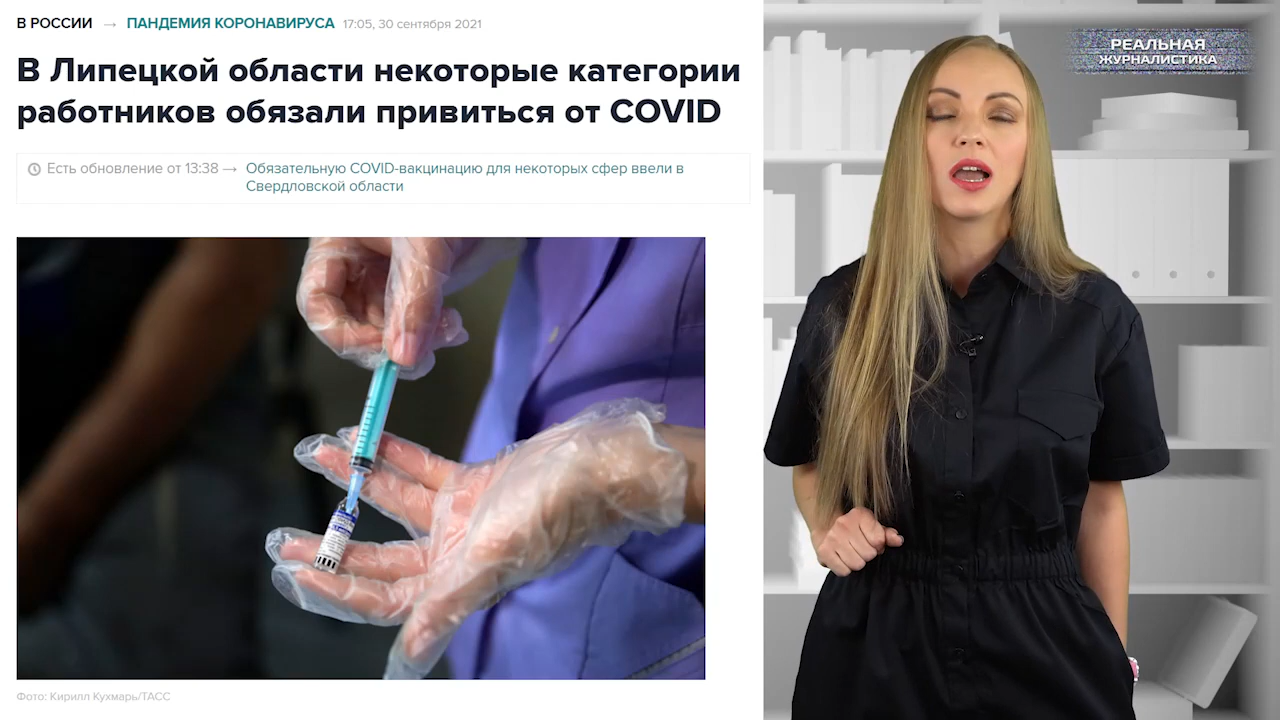 В РОССИИ → ПАНДЕМИЯ КОРОНАВИРУСА 17:05, 30 сентября 2021
В Липецкой области некоторые категории
работников обязали привиться от COVID
Есть обновление от 13:38 → Обязательную COVID-вакцинацию для некоторых сфер ввели в
Свердловской области
Фото: Кирилл Кухмарь/ТАСС
РЕАЛЬНАЯ
ЖУРНАЛИСТИКА